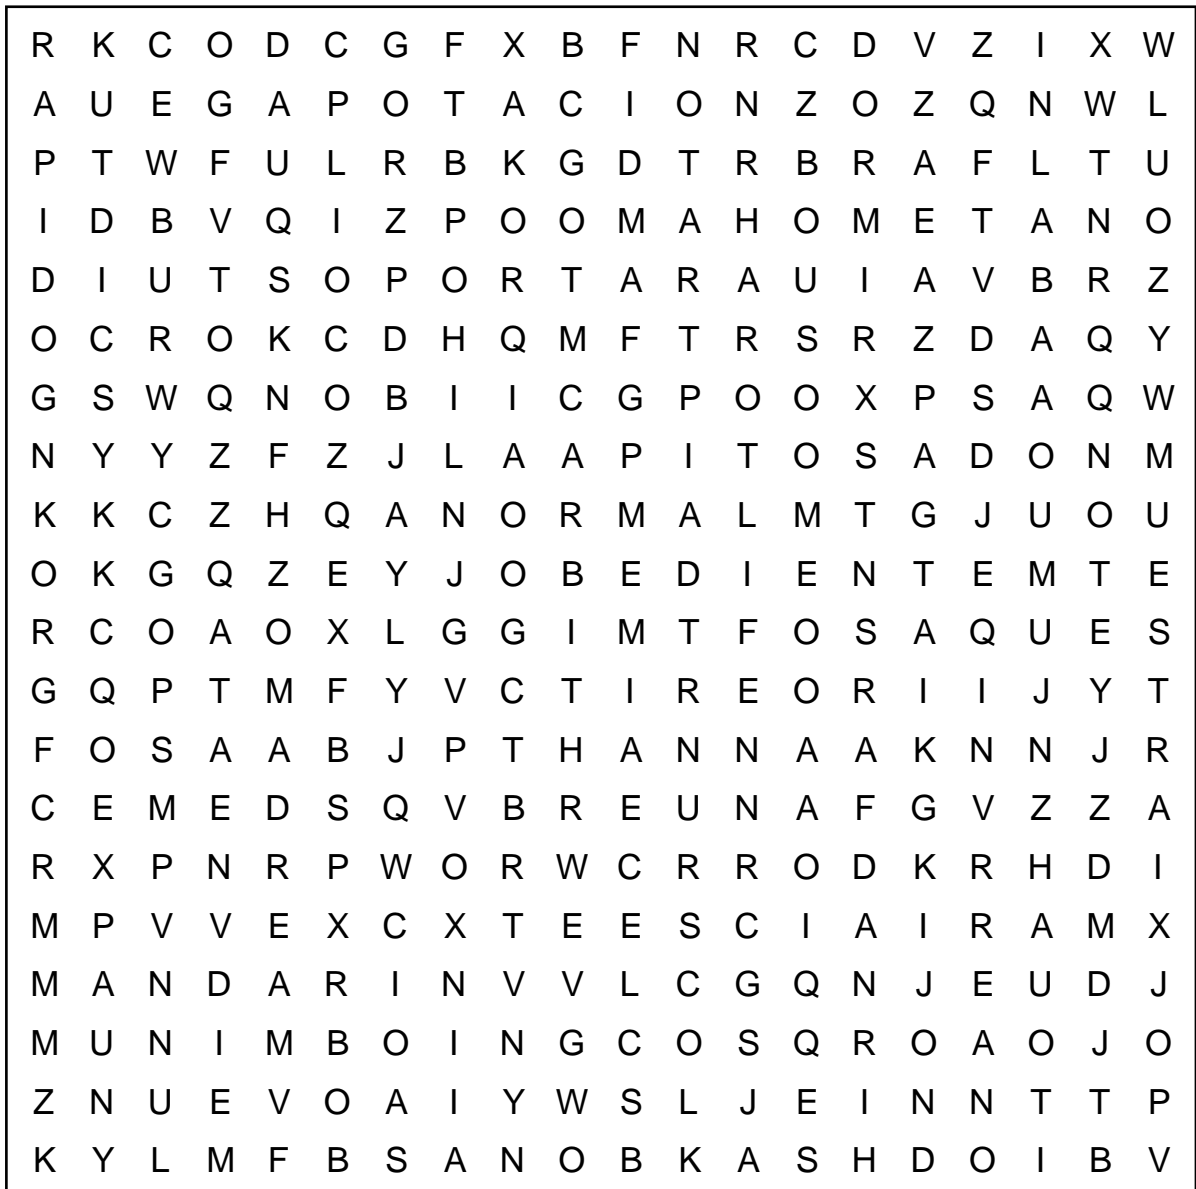 R K C O D C G F X B F N R C D V Z I X W
A U E G A P O T A C I O N Z O Z Q N W L
P T W F U L R B K G D T R B R A F L T U
I D B V Q I Z P O O M A H O M E T A N O
D I U T S O P O R T A R A U I A V B R Z
O C R O K C D H Q M F T R S R Z D A Q Y
G S W Q N O B I I C G P O O X P S A Q W
N Y Y Z F Z J L A A P I T O S A D O N M
K K C Z H Q A N O R M A L M T G J U O U
O K G Q Z E Y J O B E D I E N T E M T E
R C O A O X L G G I M T F O S A Q U E S
G Q P T M F Y V C T I R E O R I I J Y T
F O S A A B J P T H A N N A A K N N J R
C E M E D S Q V B R E U N A F G V Z Z A
R X P N R P W O R W C R R O D K R H D I
M P V V E X C X T E E S C I A I R A M X
M A N D A R I N V V L C G Q N J E U D J
M U N I M B O I N G C O S Q R O A O J O
Z N U E V O A I Y W S L J E I N N T T P
K Y L M F B S A N O B K A S H D O I B V